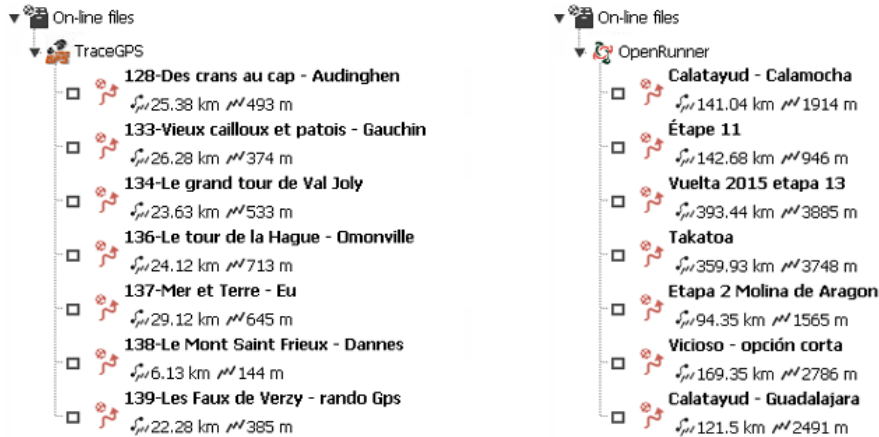 On-line files
TraceGPS
128-Des crans au cap - Audinghen
25.38 km 493 m
133-Vieux cailloux et patois - Gauchin
26.28 km 374 m
134-Le grand tour de Val Joly
23.63 km 533 m
136-Le tour de la Hague - Omonville
24.12 km 713 m
137-Mer et Terre - Eu
29.12 km 645 m
138-Le Mont Saint Frieux - Dannes
6.13 km 144 m
139-Les Faux de Verzy - rando Gps
22.28 km 385 m
On-line files
OpenRunner
Calatayud - Calamocha
141.04 km 1914 m
Étape 11
142.68 km 946 m
Vuelta 2015 etapa 13
393.44 km 3885 m
Takatoa
359.93 km 3748 m
Etapa 2 Molina de Aragon
94.35 km 1565 m
Vicioso - opción corta
169.35 km 2786 m
Calatayud - Guadalajara
121.5 km 2491 m